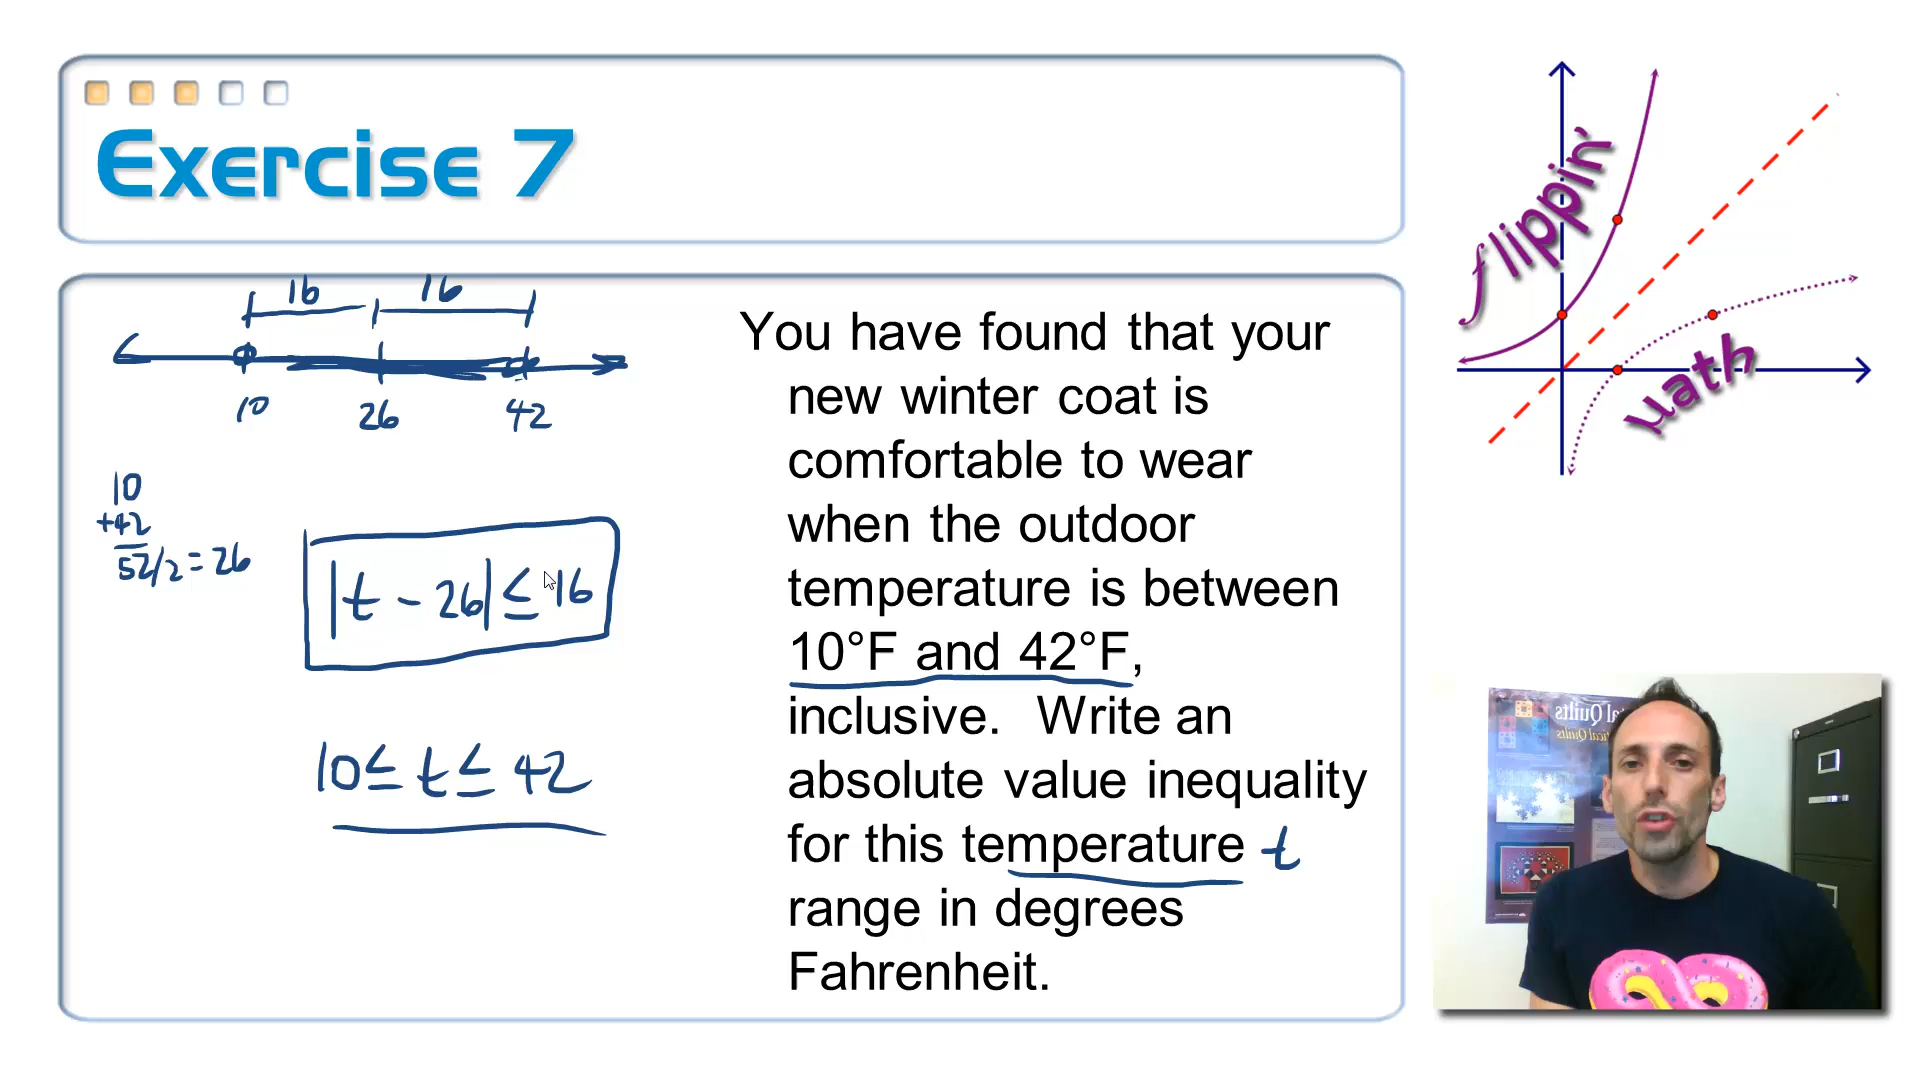 Exercise 7
16 16
10 26 42
10
+42
52/2 = 26
|t - 26| ≤ 16
10 ≤ t ≤ 42
You have found that your
new winter coat is
comfortable to wear
when the outdoor
temperature is between
10°F and 42°F,
inclusive. Write an
absolute value inequality
for this temperature t
range in degrees
Fahrenheit.
flippin'
math
Quilts
Quilts